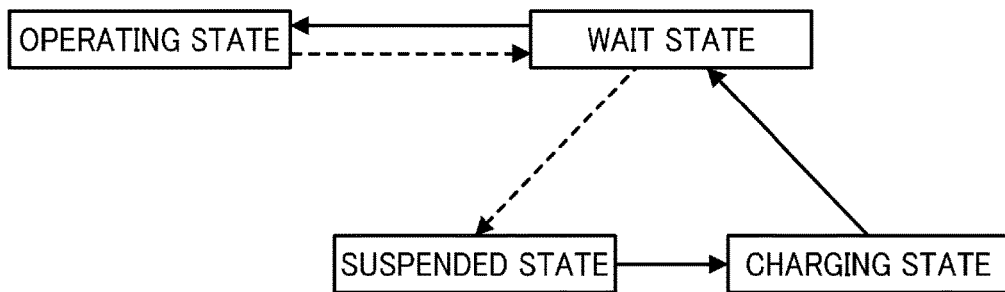 OPERATING STATE
WAIT STATE
SUSPENDED STATE
CHARGING STATE